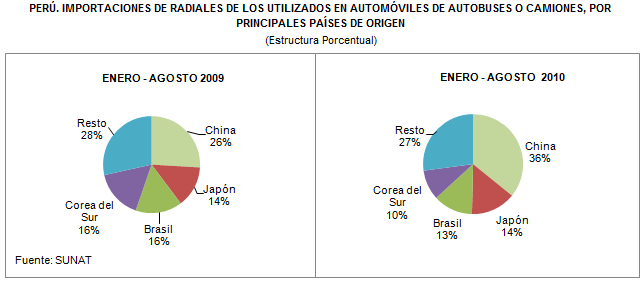 PERÚ. IMPORTACIONES DE RADIALES DE LOS UTILIZADOS EN AUTOMÓVILES DE AUTOBUSES O CAMIONES, POR
PRINCIPALES PAÍSES DE ORIGEN
(Estructura Porcentual)
ENERO - AGOSTO 2009
Resto
28%
China
26%
Japón
14%
Corea del
Sur
16%
Brasil
16%
Fuente: SUNAT
ENERO - AGOSTO 2010
Resto
27%
China
36%
Corea del
Sur
10%
Brasil
13%
Japón
14%